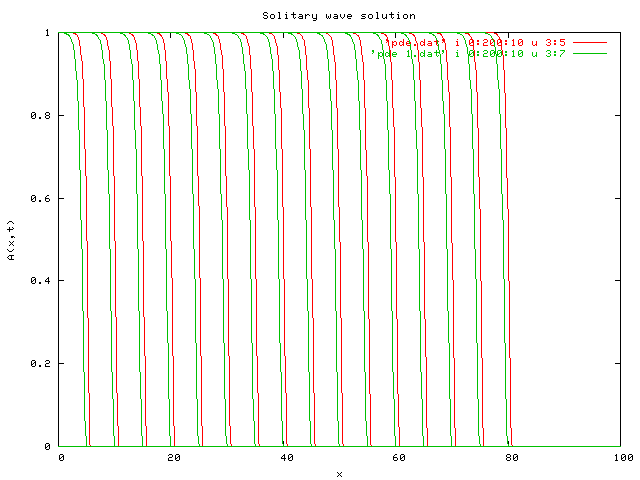 Solitary wave solution
'pde.dat' i 0:200:10 u 3:5
'pde_1.dat' i 0:200:10 u 3:7
1
0.8
0.6
0.4
0.2
0
A(x,t)
0 20 40 60 80 100
x